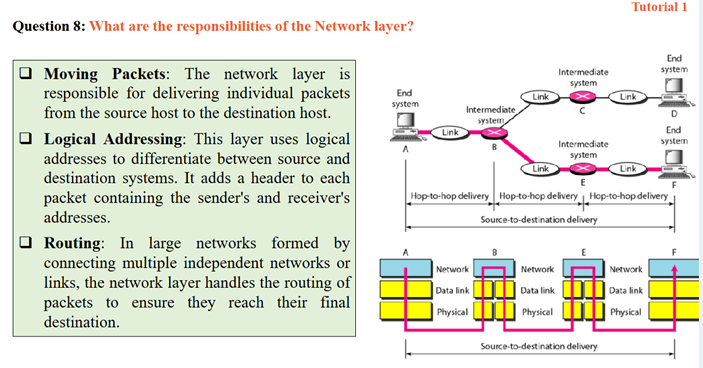 Tutorial 1
Question 8: What are the responsibilities of the Network layer?
❑ Moving Packets: The network layer is
responsible for delivering individual packets
from the source host to the destination host.
❑ Logical Addressing: This layer uses logical
addresses to differentiate between source and
destination systems. It adds a header to each
packet containing the sender's and receiver's
addresses.
❑ Routing: In large networks formed by
connecting multiple independent networks or
links, the network layer handles the routing of
packets to ensure they reach their final
destination.
End
system
Intermediate
system
End
system
Link
Link
Intermediate
system
C
D
Link
A
B
Intermediate
system
End
system
Link
Link
E
F
Hop-to-hop delivery
Hop-to-hop delivery
Hop-to-hop delivery
Source-to-destination delivery
A
B
E
F
Network
Network
Network
Data link
Data link
Data link
Physical
Physical
Physical
Source-to-destination delivery